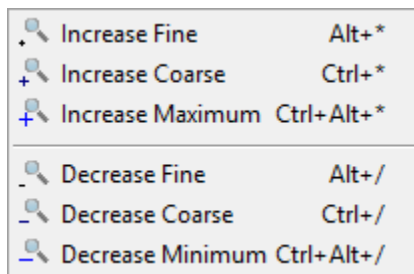 Increase Fine Alt+*
Increase Coarse Ctrl+*
Increase Maximum Ctrl+Alt+*
Decrease Fine Alt+/
Decrease Coarse Ctrl+/
Decrease Minimum Ctrl+Alt+/